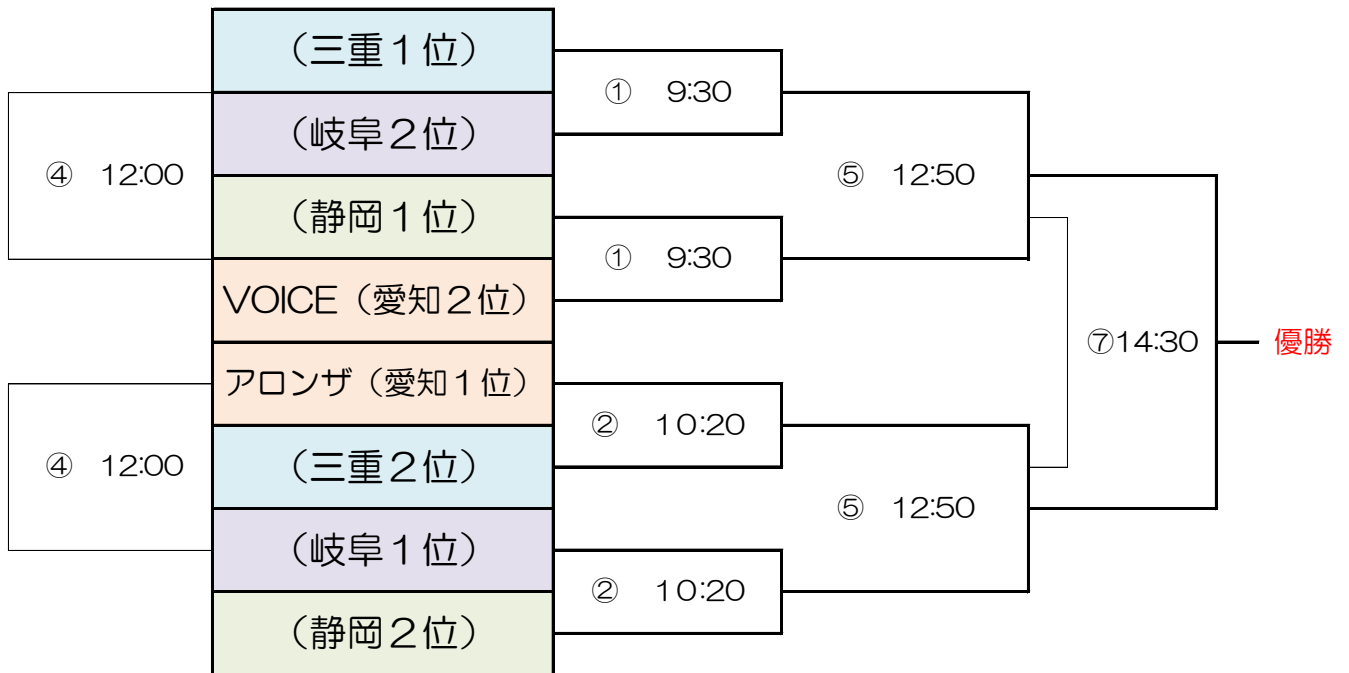 (三重1位)
① 9:30
(岐阜2位)
④ 12:00
⑤ 12:50
(静岡1位)
① 9:30
VOICE(愛知2位)
⑦14:30
優勝
アロンザ(愛知1位)
② 10:20
④ 12:00
(三重2位)
⑤ 12:50
(岐阜1位)
② 10:20
(静岡2位)